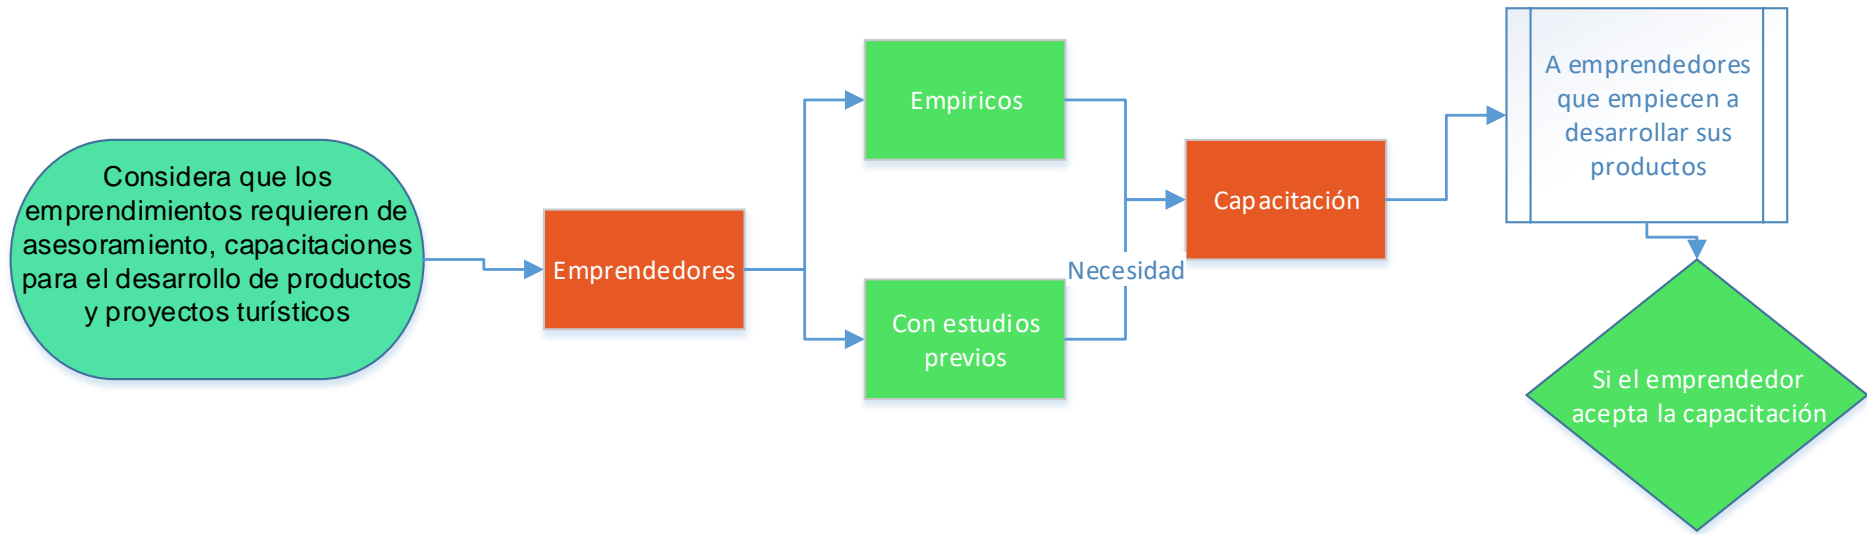 Considera que los
emprendimientos requieren de
asesoramiento, capacitaciones
para el desarrollo de productos
y proyectos turísticos
Emprendedores
Empiricos
Con estudios
previos
Necesidad
Capacitación
A emprendedores
que empiecen a
desarrollar sus
productos
Si el emprendedor
acepta la capacitación